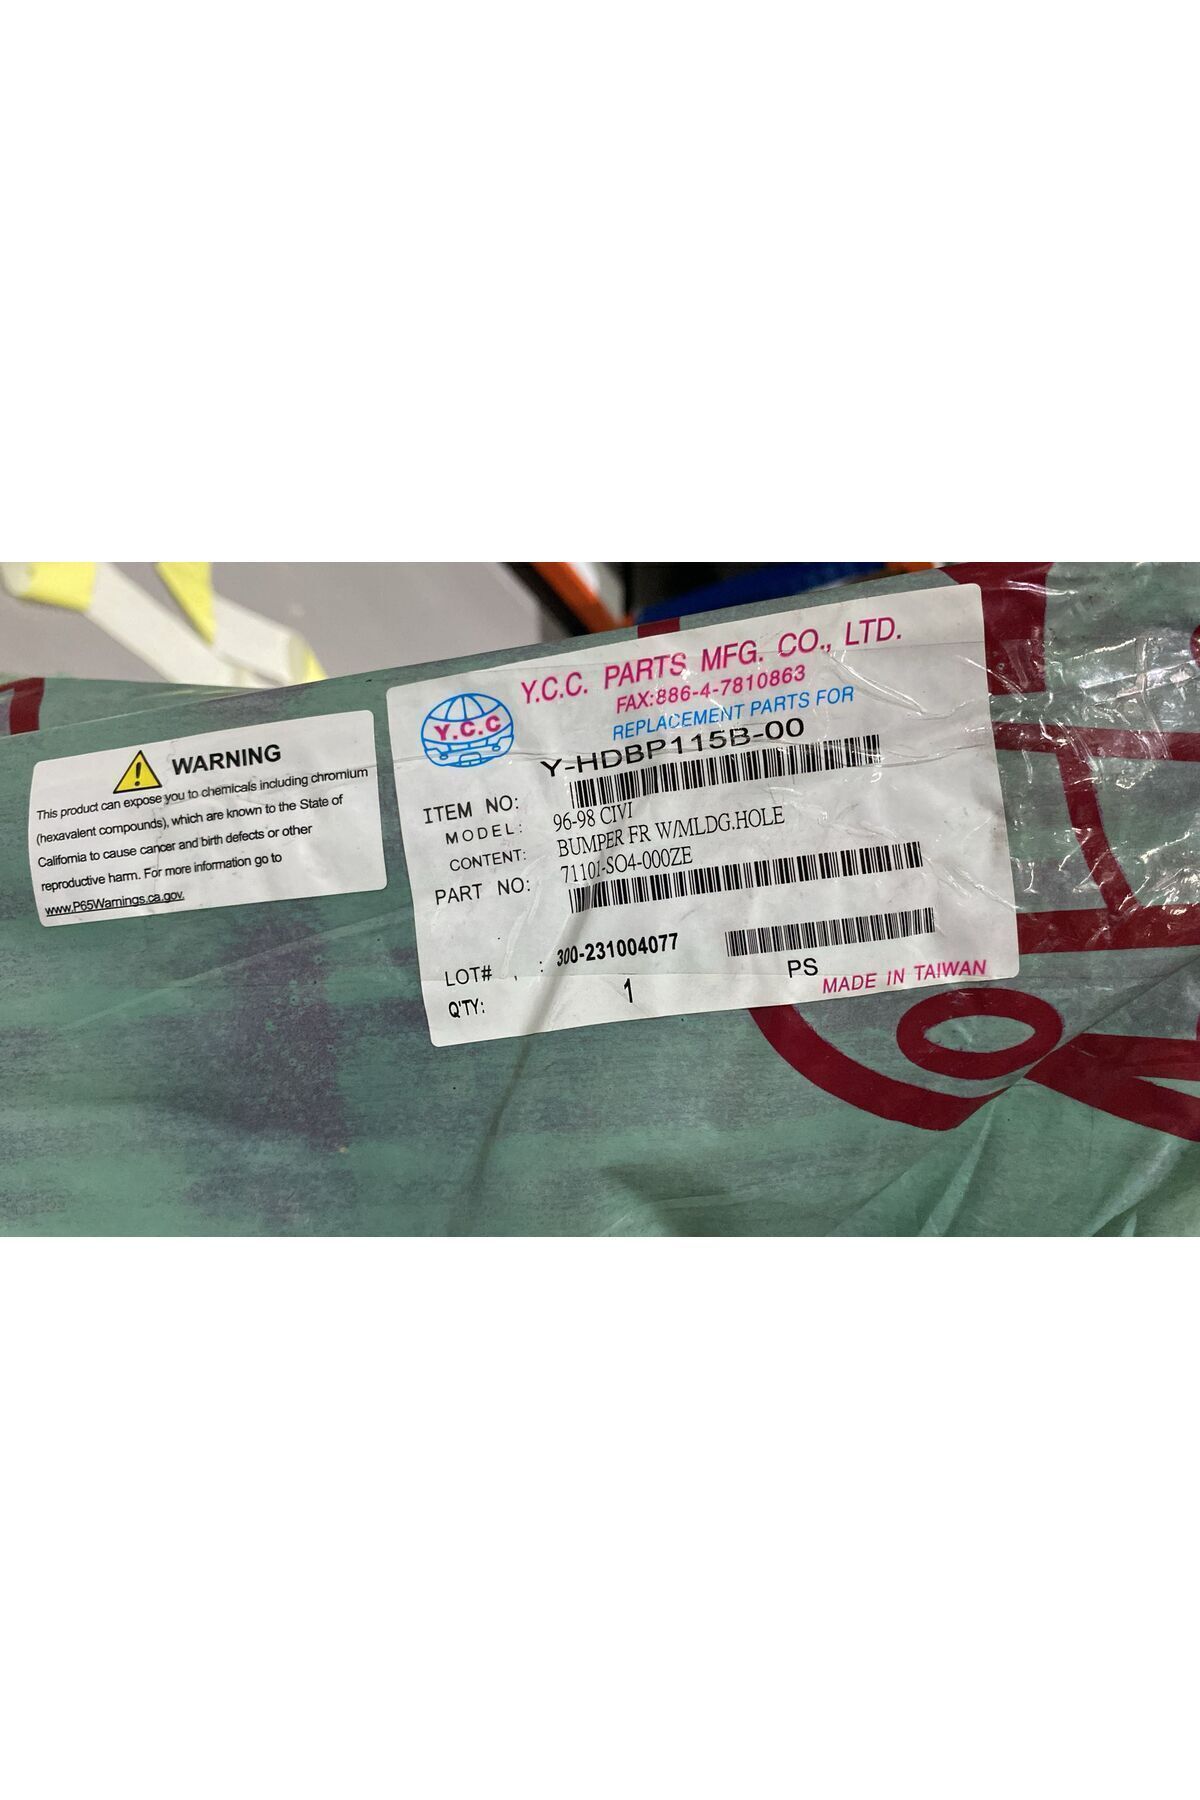 WARNING
This product can expose you to chemicals including chromium
(hexavalent compounds), which are known to the State of
California to cause cancer and birth defects or other
reproductive harm. For more information go to
www.P65Warnings.ca.gov.
Y.C.C
Y.C.C. PARTS MFG. CO., LTD.
FAX:886-4-7810863
REPLACEMENT PARTS FOR
ITEM NO: Y-HDBP115B-00
MODEL: 96-98 CIVI
CONTENT: BUMPER FR W/MLDG.HOLE
PART NO: 71101-SO4-000ZE
LOT# : 300-231004077
Q'TY: 1
PS
MADE IN TAIWAN